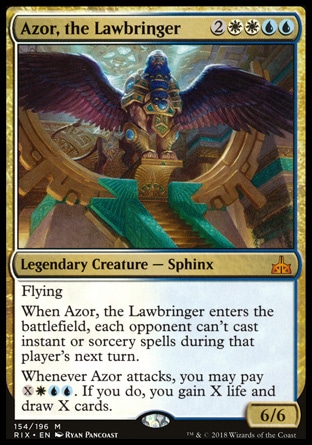 Azor, the Lawbringer 2
Legendary Creature — Sphinx
Flying
When Azor, the Lawbringer enters the
battlefield, each opponent can't cast
instant or sorcery spells during that
player's next turn.
Whenever Azor attacks, you may pay
X. If you do, you gain X life and
draw X cards.
6/6
154/196 M
RIX • EN Ryan Pancoast
™ & © 2018 Wizards of the Coast